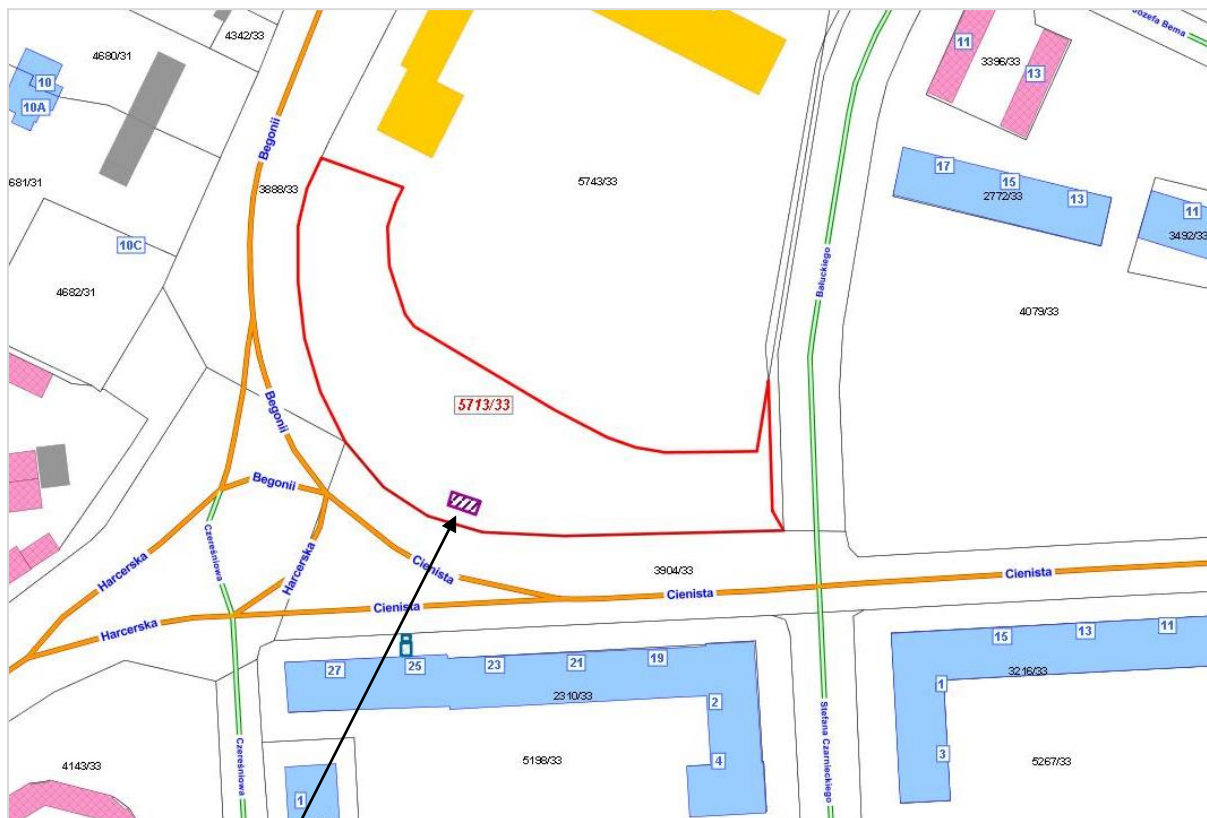 4342/33
4680/31
10
10A
681/31
10C
4682/31
3888/33
Begonii
5743/33
Józefa Bema
11
3396/33
13
17
15
13
2772/33
11
3492/33
Bałuckiego
4079/33
5713/33
Begonii
Begonii
Czereśniowa
Harcerska
Harcerska
Harcerska
Cienista
3904/33
Cienista
Cienista
Cienista
27
25
23
21
19
2310/33
2
4
5198/33
Stefana Czarnieckiego
15
13
11
3216/33
1
3
5267/33
Czereśniowa
4143/33
1